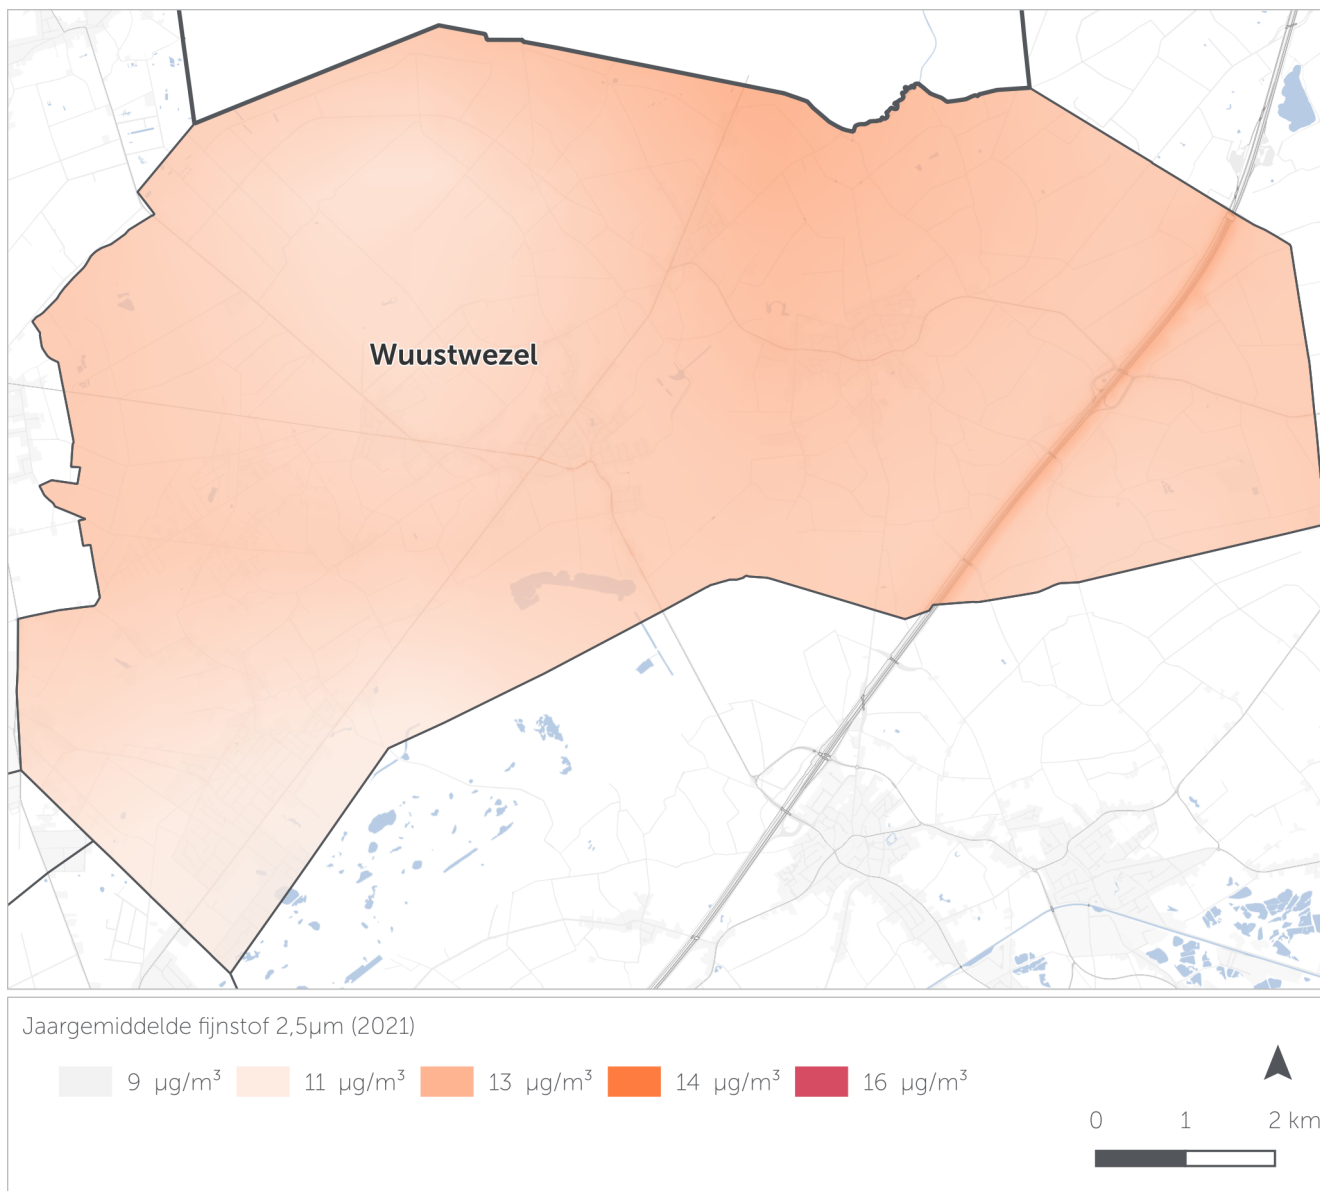 Wuustwezel
Jaargemiddelde fijnstof 2,5µm (2021)
9 µg/m³ 11 µg/m³ 13 µg/m³ 14 µg/m³ 16 µg/m³
0 1 2 km